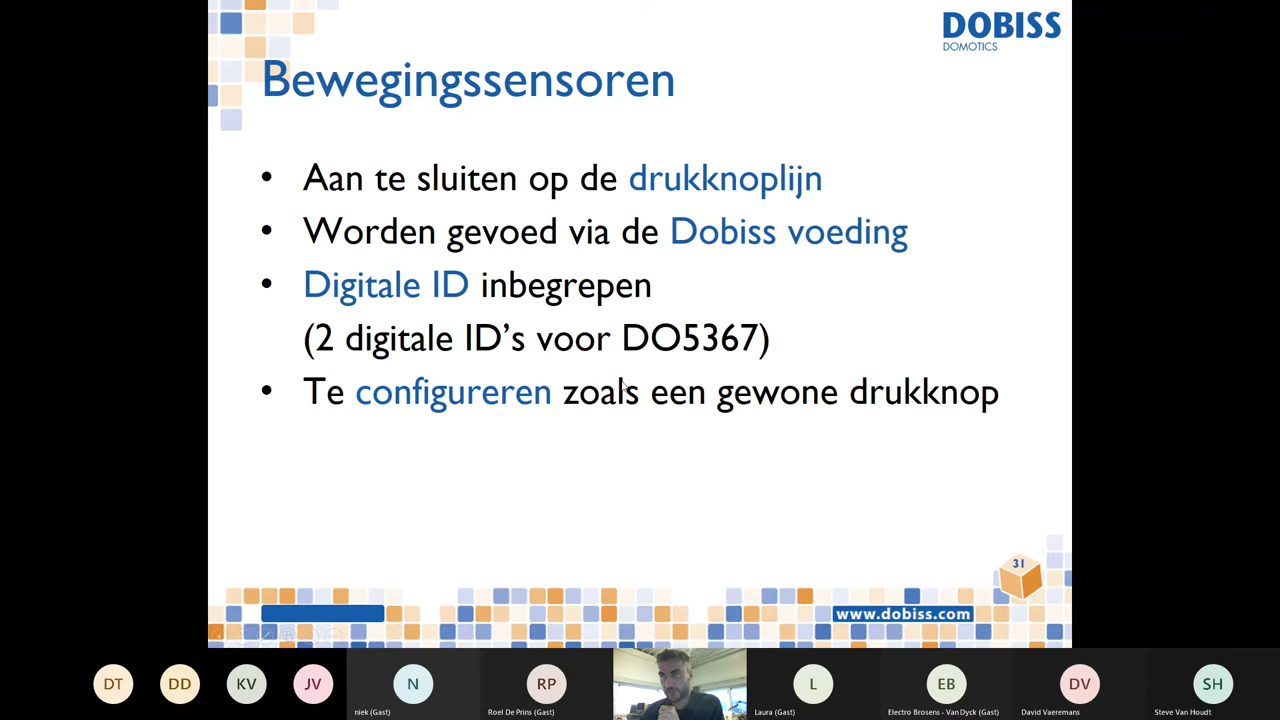 DOBISS
DOMOTICS
Bewegingssensoren
• Aan te sluiten op de drukknoplijn
• Worden gevoed via de Dobiss voeding
• Digitale ID inbegrepen
(2 digitale ID's voor DO5367)
• Te configureren zoals een gewone drukknop
31
www.dobiss.com
DT
DD
KV
JV
N
niek (Gast)
RP
Roel De Prins (Gast)
L
Laura (Gast)
EB
Electro Brosens - Van Dyck (Gast)
DV
David Vaeremans
SH
Steve Van Houdt